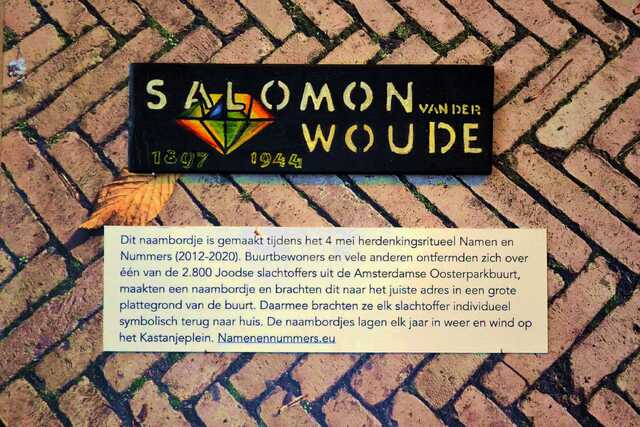 SALOMON VAN DER
WOUDE
1897 1944
Dit naambordje is gemaakt tijdens het 4 mei herdenkingsritueel Namen en
Nummers (2012-2020). Buurtbewoners en vele anderen ontfermden zich over
één van de 2.800 Joodse slachtoffers uit de Amsterdamse Oosterparkbuurt,
maakten een naambordje en brachten dit naar het juiste adres in een grote
plattegrond van de buurt. Daarmee brachten ze elk slachtoffer individueel
symbolisch terug naar huis. De naambordjes lagen elk jaar in weer en wind op
het Kastanjeplein. Namenennummers.eu